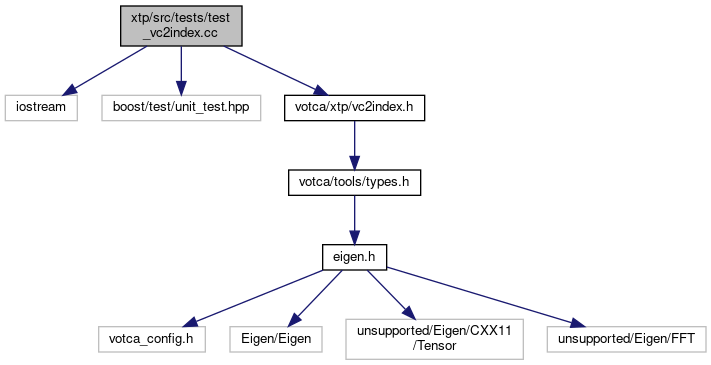 xtp/src/tests/test
_vc2index.cc
iostream
boost/test/unit_test.hpp
votca/xtp/vc2index.h
votca/tools/types.h
eigen.h
votca_config.h
Eigen/Eigen
unsupported/Eigen/CXX11
/Tensor
unsupported/Eigen/FFT